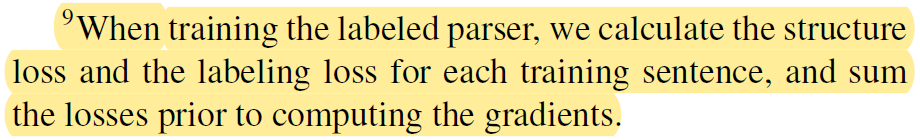 ⁹When training the labeled parser, we calculate the structure
loss and the labeling loss for each training sentence, and sum
the losses prior to computing the gradients.